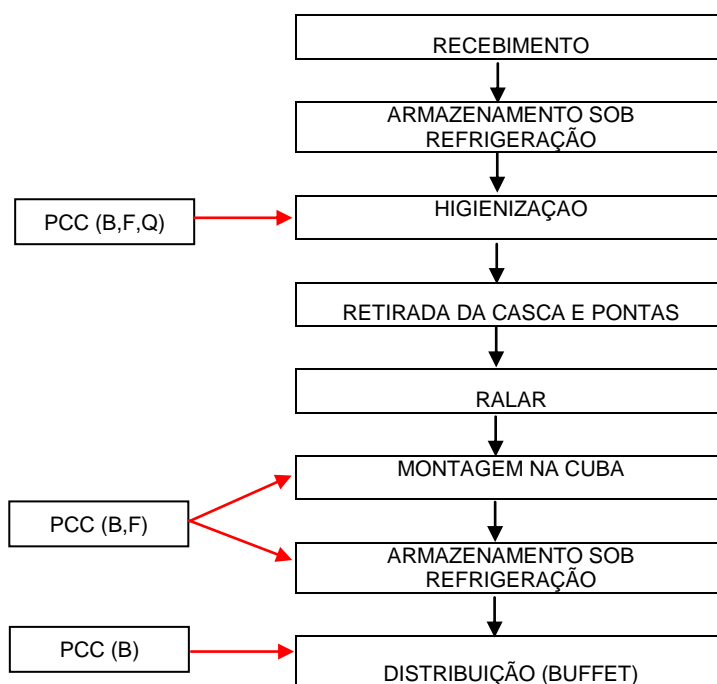 RECEBIMENTO
ARMAZENAMENTO SOB
REFRIGERAÇÃO
PCC (B,F,Q)
HIGIENIZAÇAO
RETIRADA DA CASCA E PONTAS
RALAR
MONTAGEM NA CUBA
PCC (B,F)
ARMAZENAMENTO SOB
REFRIGERAÇÃO
PCC (B)
DISTRIBUIÇÃO (BUFFET)